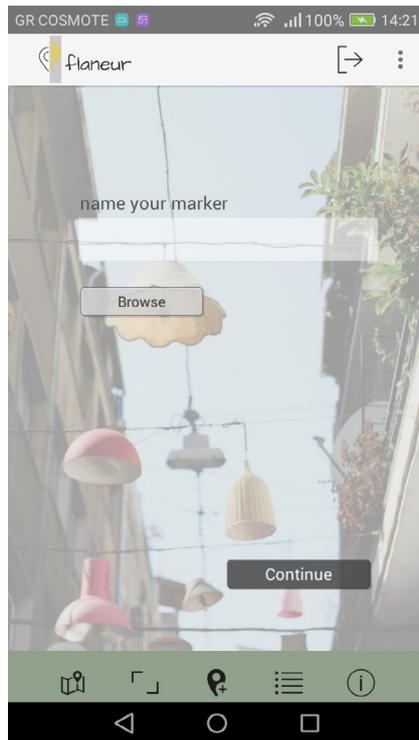 GR COSMOTE 100% 14:21
flaneur
name your marker
Browse
Continue